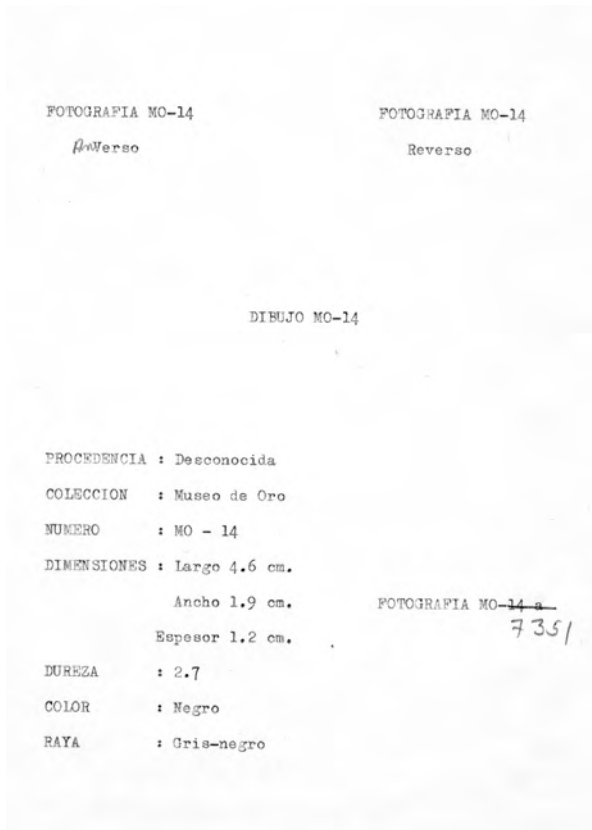 FOTOGRAFIA MO-14
Anverso
FOTOGRAFIA MO-14
Reverso
DIBUJO MO-14
PROCEDENCIA : Desconocida
COLECCION : Museo de Oro
NUMERO : MO - 14
DIMENSIONES : Largo 4.6 cm.
Ancho 1.9 cm.
Espesor 1.2 cm.
FOTOGRAFIA MO-14 a
7351
DUREZA : 2.7
COLOR : Negro
RAYA : Gris-negro